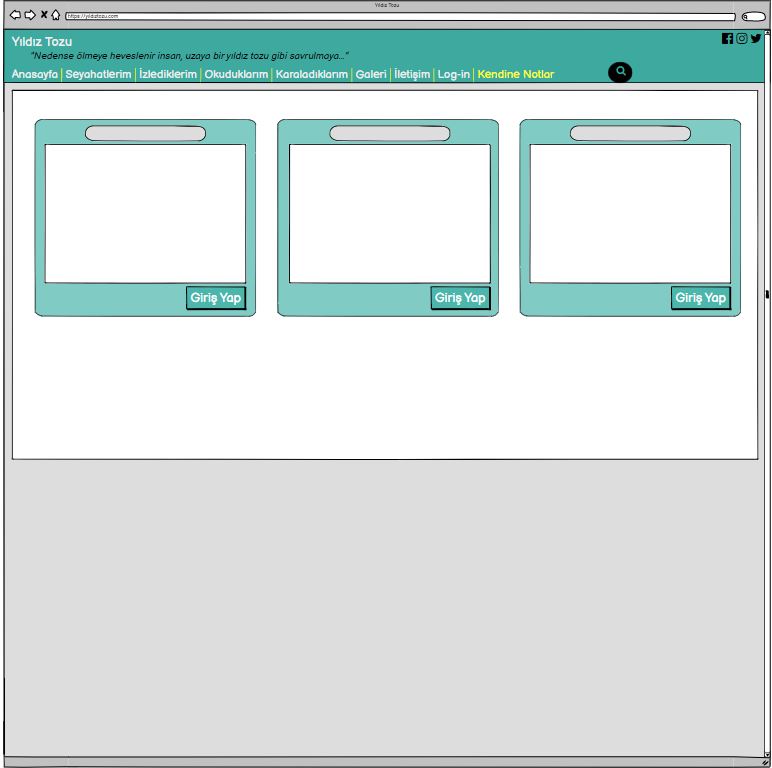 Yıldız Tozu
https://yildiztozu.com
Yıldız Tozu
"Nedense ölmeye heveslenir insan, uzaya bir yıldız tozu gibi savrulmaya..."
Anasayfa Seyahatlerim İzlediklerim Okuduklarım Karaladıklarım Galeri İletişim Log-in Kendine Notlar
Giriş Yap Giriş Yap Giriş Yap